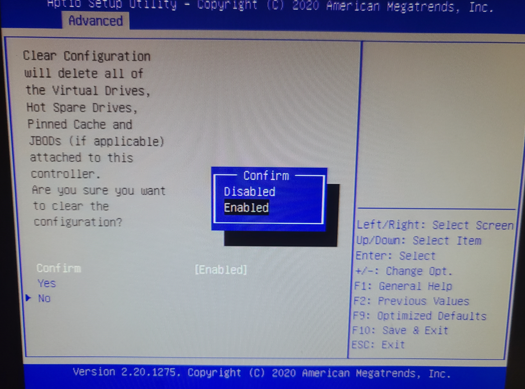 Aptio Setup Utility - Copyright (C) 2020 American Megatrends, Inc.
Advanced
Clear Configuration
will delete all of
the Virtual Drives,
Hot Spare Drives,
Pinned Cache and
JBODs (if applicable)
attached to this
controller.
Are you sure you want
to clear the
configuration?
Confirm [Enabled]
Yes
No
Confirm
Disabled
Enabled
Left/Right: Select Screen
Up/Down: Select Item
Enter: Select
+/-: Change Opt.
F1: General Help
F2: Previous Values
F9: Optimized Defaults
F10: Save & Exit
ESC: Exit
Version 2.20.1275. Copyright (C) 2020 American Megatrends, Inc.